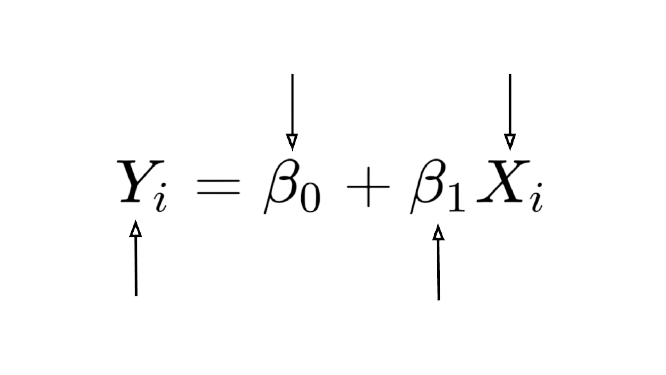 Yᵢ = β₀ + β₁Xᵢ